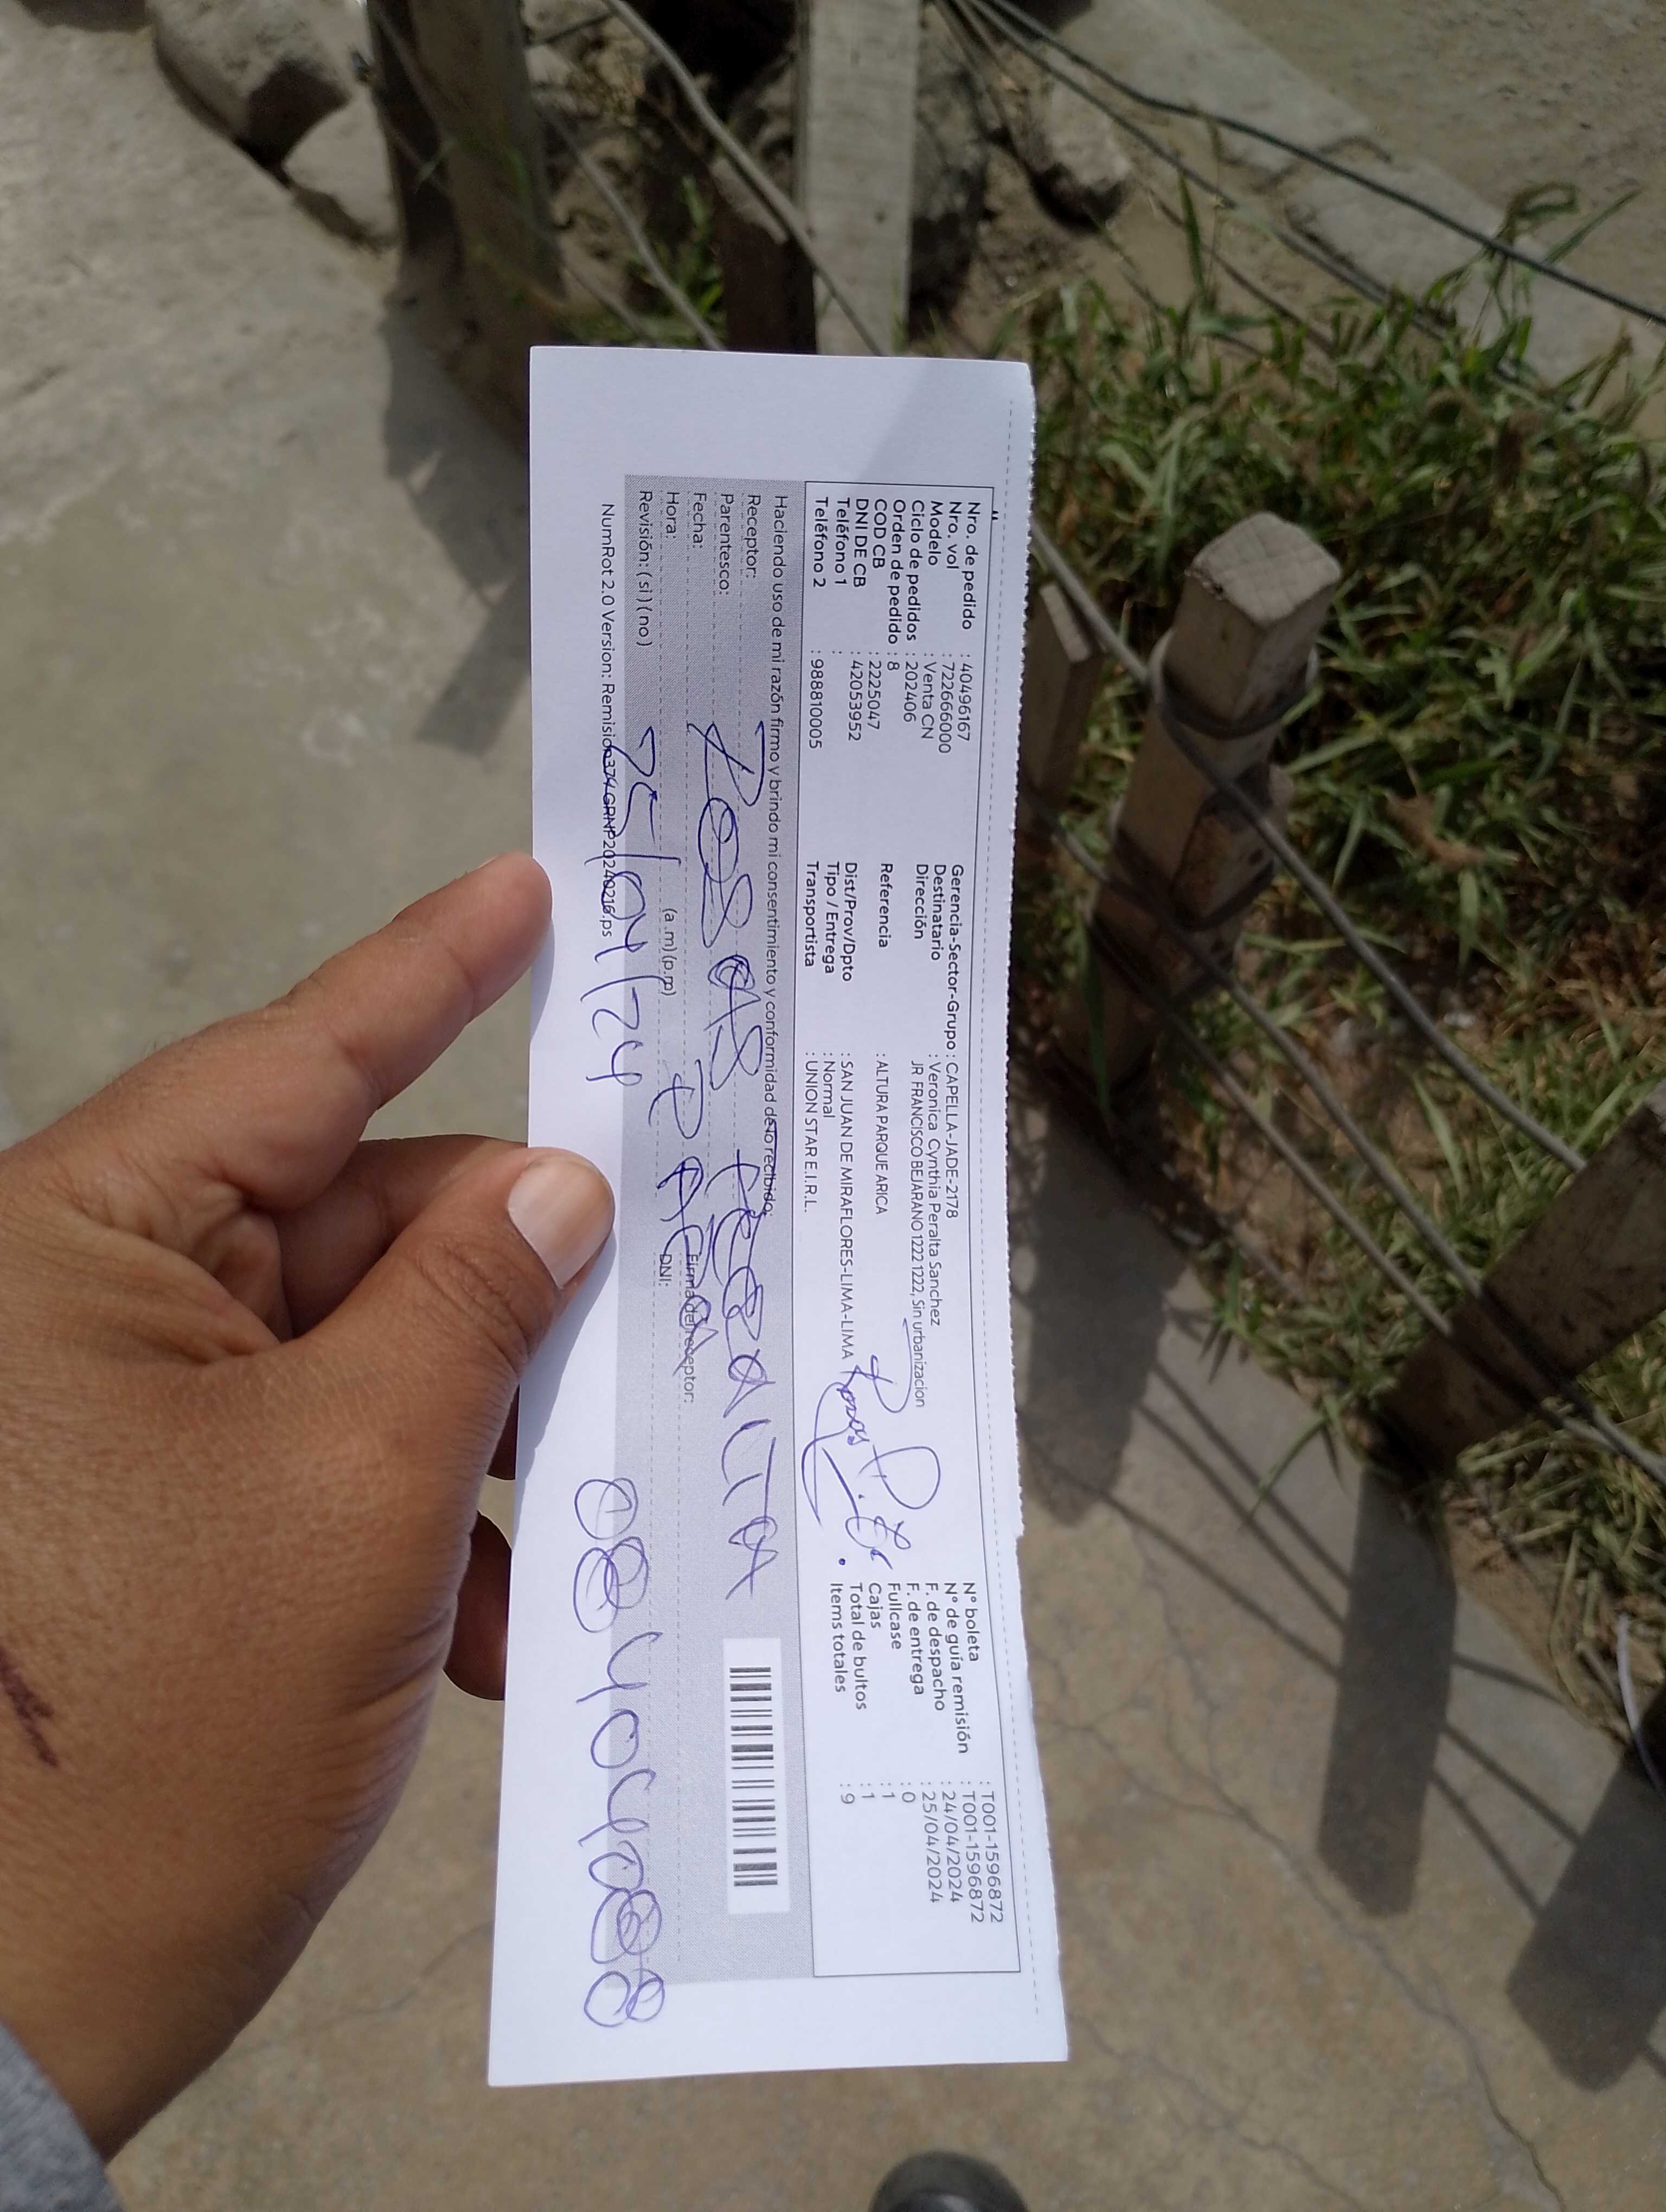 Nro. de pedido : 40496167
Nro. vol : 722666000
Modelo : Venta CN
Ciclo de pedidos : 202406
Orden de pedido : 8
COD CB : 2225047
DNI DE CB : 42053952
Teléfono 1 :
Teléfono 2 : 988810005
Gerencia-Sector-Grupo : CAPELLA-JADE-2178
Destinatario : Veronica Cynthia Peralta Sanchez
Dirección JR FRANCISCO BEJARANO 1222 1222, Sin urbanizacion
Referencia : ALTURA PARQUE ARICA
Dist/Prov/Dpto : SAN JUAN DE MIRAFLORES-LIMA-LIMA
Tipo / Entrega : Normal
Transportista : UNION STAR E.I.R.L.
N° boleta : T001-1596872
N° de guía remisión : T001-1596872
F. de despacho : 24/04/2024
F. de entrega : 25/04/2024
Fullcase : 0
Cajas : 1
Total de bultos : 1
Items totales : 9
Haciendo uso de mi razón firmo y brindo mi consentimiento y conformidad de lo recibido:
Receptor:
Parentesco:
Fecha:
Hora: (a.m) (p.m)
Revisión: ( si ) ( no )
Peralta
25/04/24
Firma del receptor:
DNI:
08404088
NumRot 2.0 Version: Remision374GRNP20240216.ps